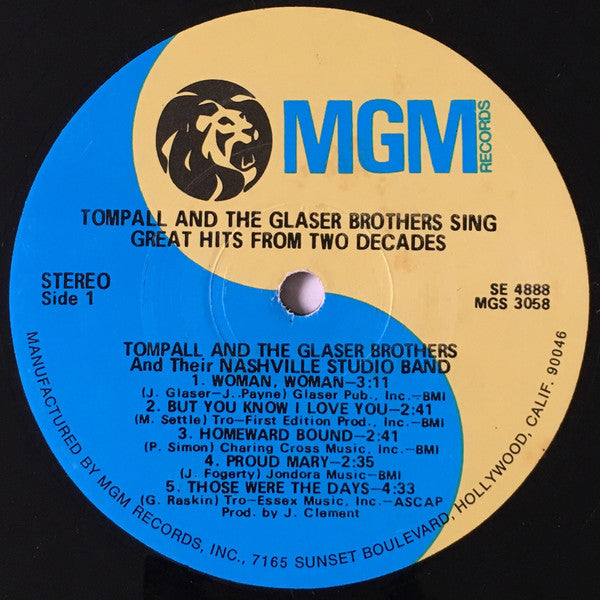 MGM
RECORDS
TOMPALL AND THE GLASER BROTHERS SING
GREAT HITS FROM TWO DECADES
STEREO
Side 1
SE 4888
MGS 3058
TOMPALL AND THE GLASER BROTHERS
And Their NASHVILLE STUDIO BAND
1. WOMAN, WOMAN—3:11
(J. Glaser—J. Payne) Glaser Pub., Inc.—BMI
2. BUT YOU KNOW I LOVE YOU—2:41
(M. Settle) Tro—First Edition Prod., Inc.—BMI
3. HOMEWARD BOUND—2:41
(P. Simon) Charing Cross Music, Inc.—BMI
4. PROUD MARY—2:35
(J. Fogerty) Jondora Music—BMI
5. THOSE WERE THE DAYS—4:33
(G. Raskin) Tro—Essex Music, Inc.—ASCAP
Prod. by J. Clement
MANUFACTURED BY MGM RECORDS, INC., 7165 SUNSET BOULEVARD, HOLLYWOOD, CALIF. 90046